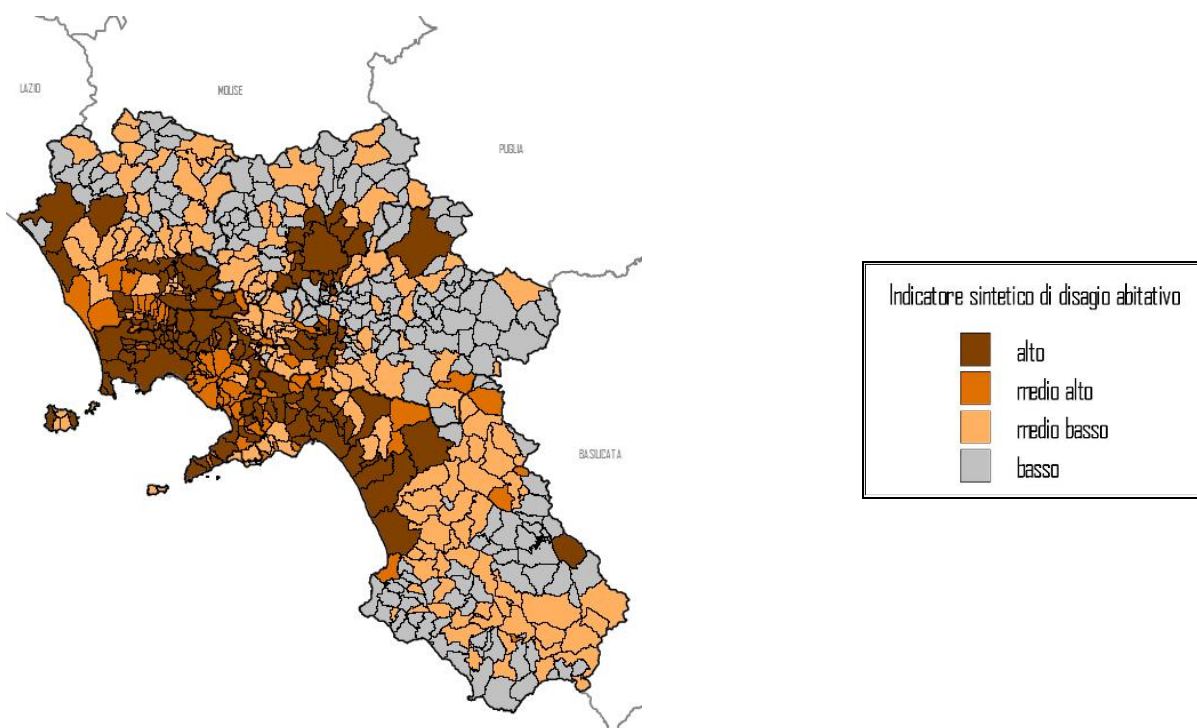 LAZIO
MOLISE
PUGLIA
BASILICATA
Indicatore sintetico di disagio abitativo
alto
medio alto
medio basso
basso